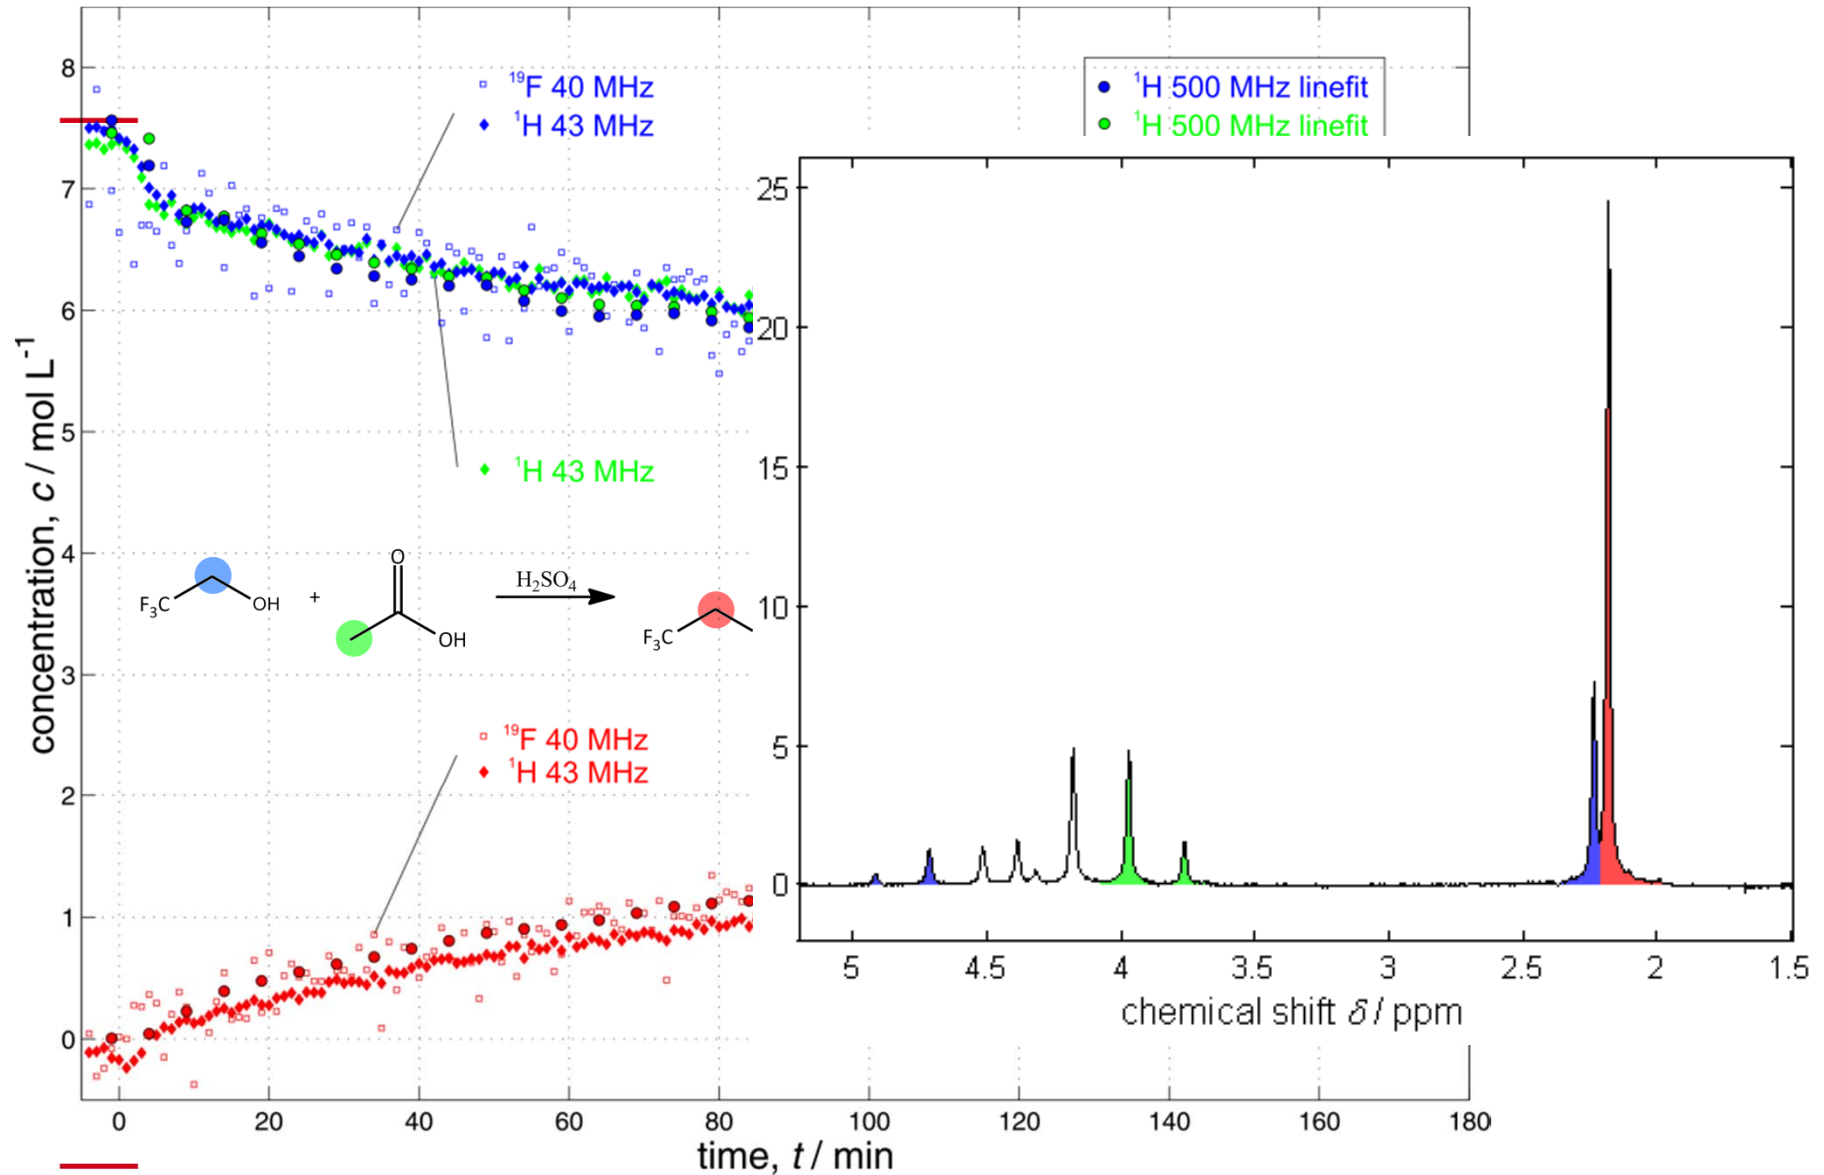 8
7
6
5
4
3
2
1
0
concentration, c / mol L⁻¹
¹⁹F 40 MHz
¹H 43 MHz
¹H 43 MHz
F₃C
OH
+
O
OH
H₂SO₄
F₃C
¹⁹F 40 MHz
¹H 43 MHz
0 20 40 60 80 100 120 140 160 180
time, t / min
¹H 500 MHz linefit
¹H 500 MHz linefit
25
20
15
10
5
0
5 4.5 4 3.5 3 2.5 2 1.5
chemical shift δ / ppm